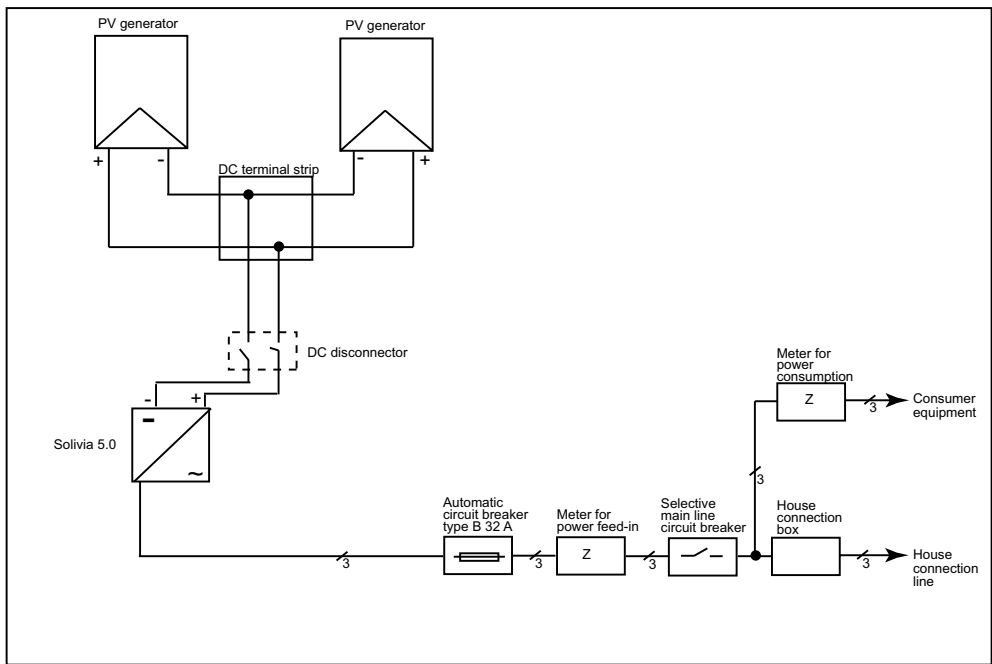 PV generator
PV generator
+
-
-
+
DC terminal strip
DC disconnector
-
+
Solivia 5.0
-
~
3
Automatic
circuit breaker
type B 32 A
3
Meter for
power feed-in
Z
3
Selective
main line
circuit breaker
3
Meter for
power
consumption
Z
3
Consumer
equipment
House
connection
box
3
House
connection
line